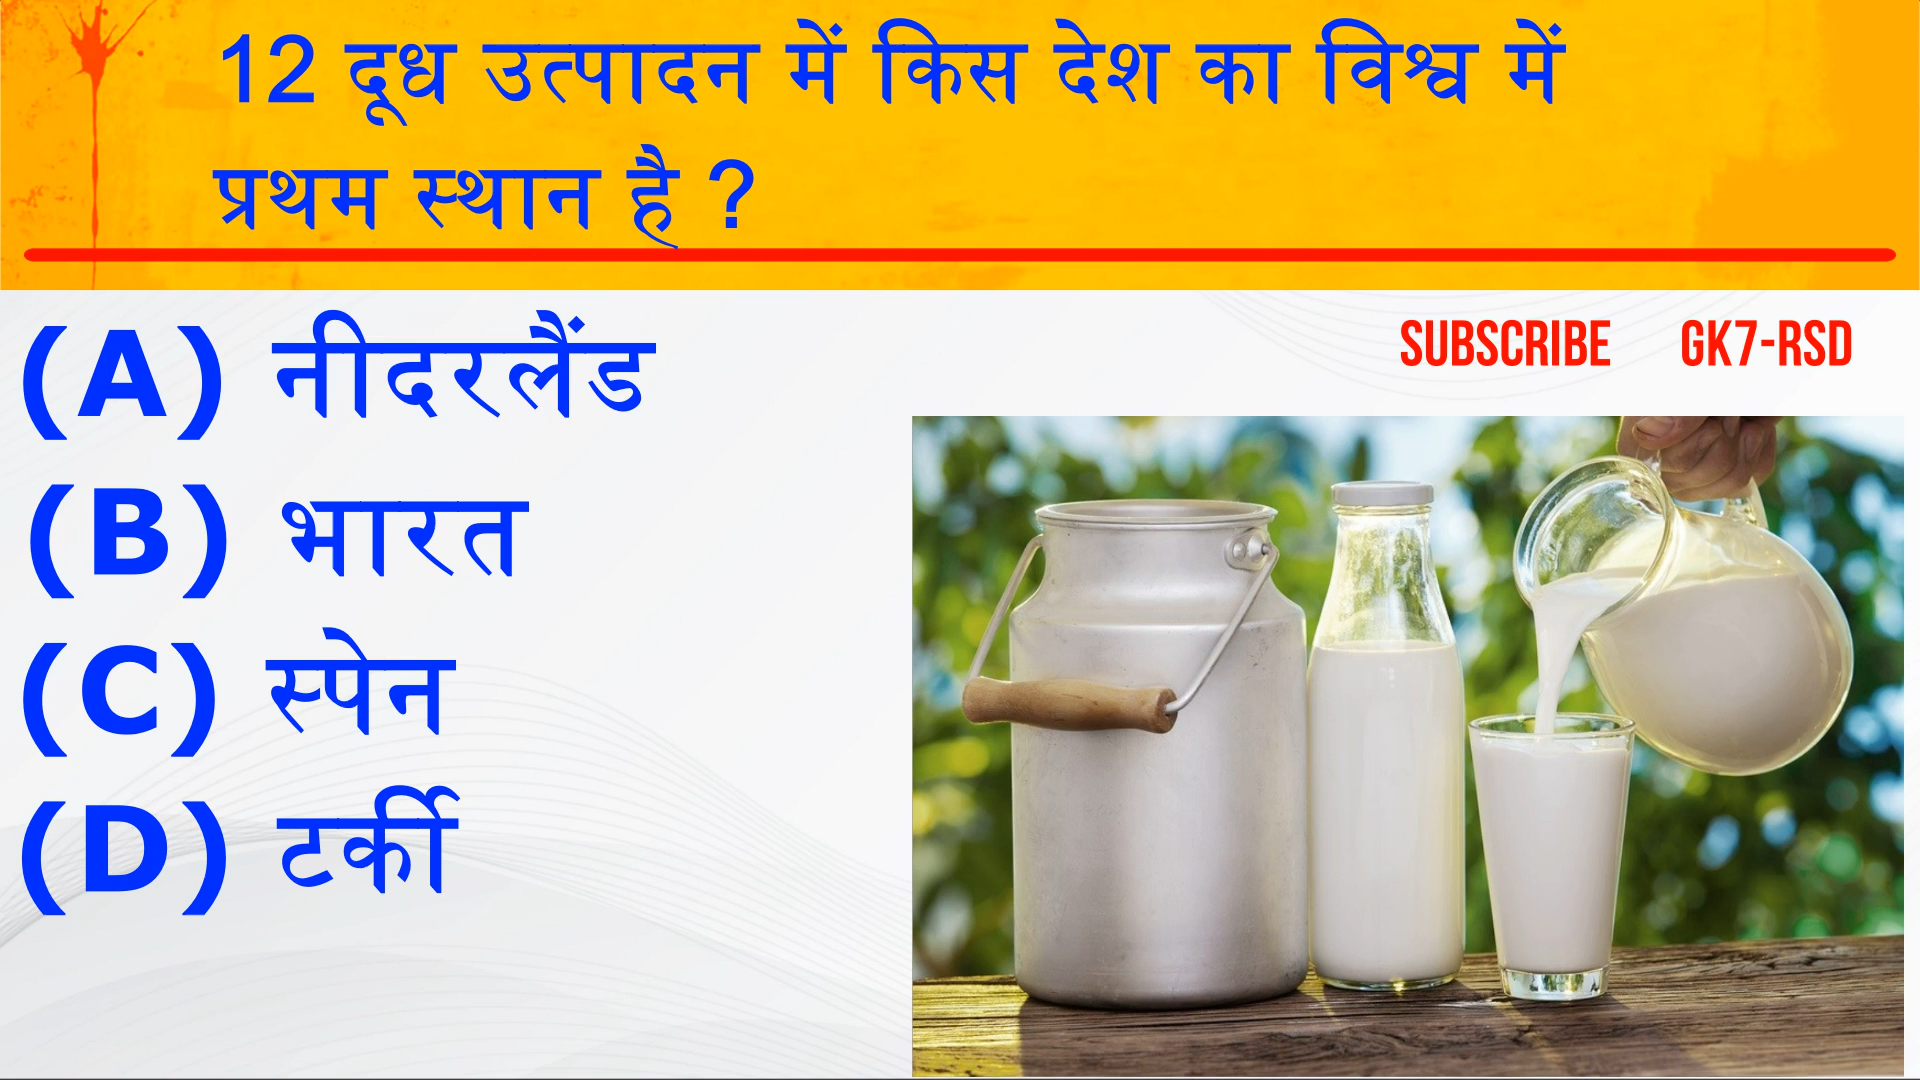 12 दूध उत्पादन में किस देश का विश्व में
प्रथम स्थान है ?
(A) नीदरलैंड
SUBSCRIBE GK7-RSD
(B) भारत
(C) स्पेन
(D) टर्की